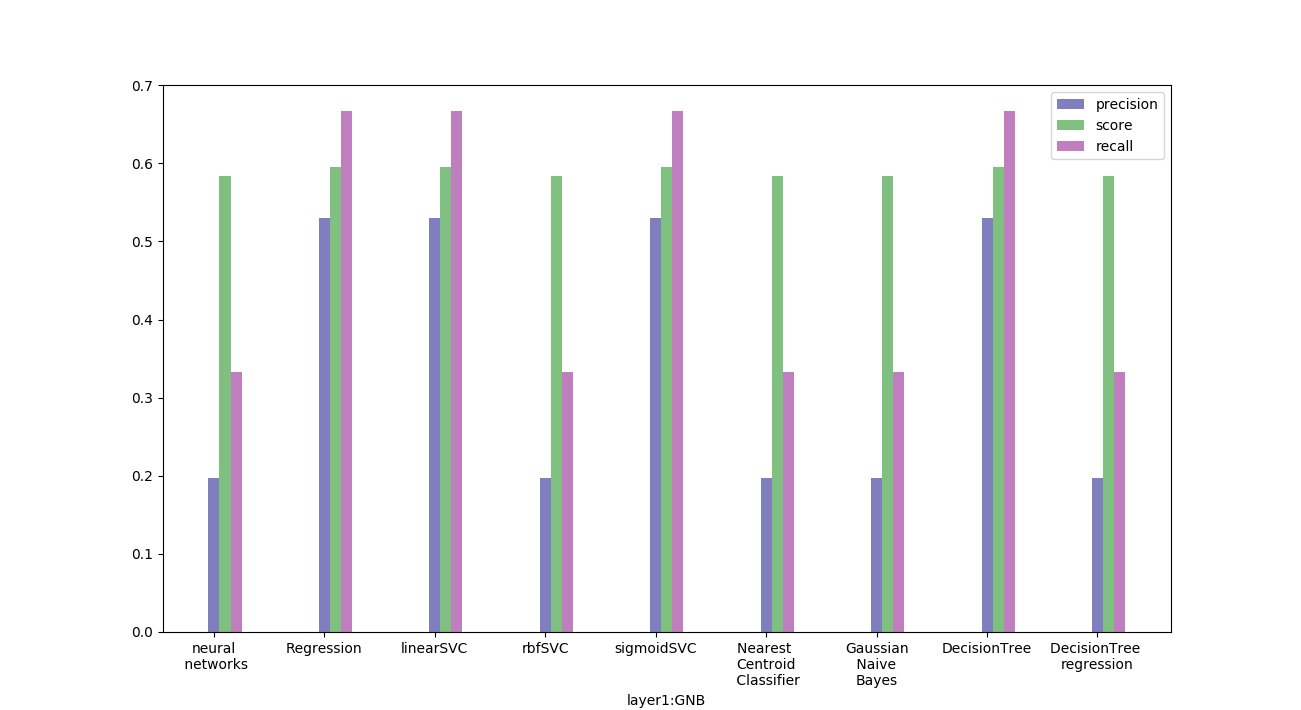 0.7
0.6
0.5
0.4
0.3
0.2
0.1
0.0
precision
score
recall
neural
networks
Regression
linearSVC
rbfSVC
sigmoidSVC
Nearest
Centroid
Classifier
Gaussian
Naive
Bayes
DecisionTree
DecisionTree
regression
layer1:GNB